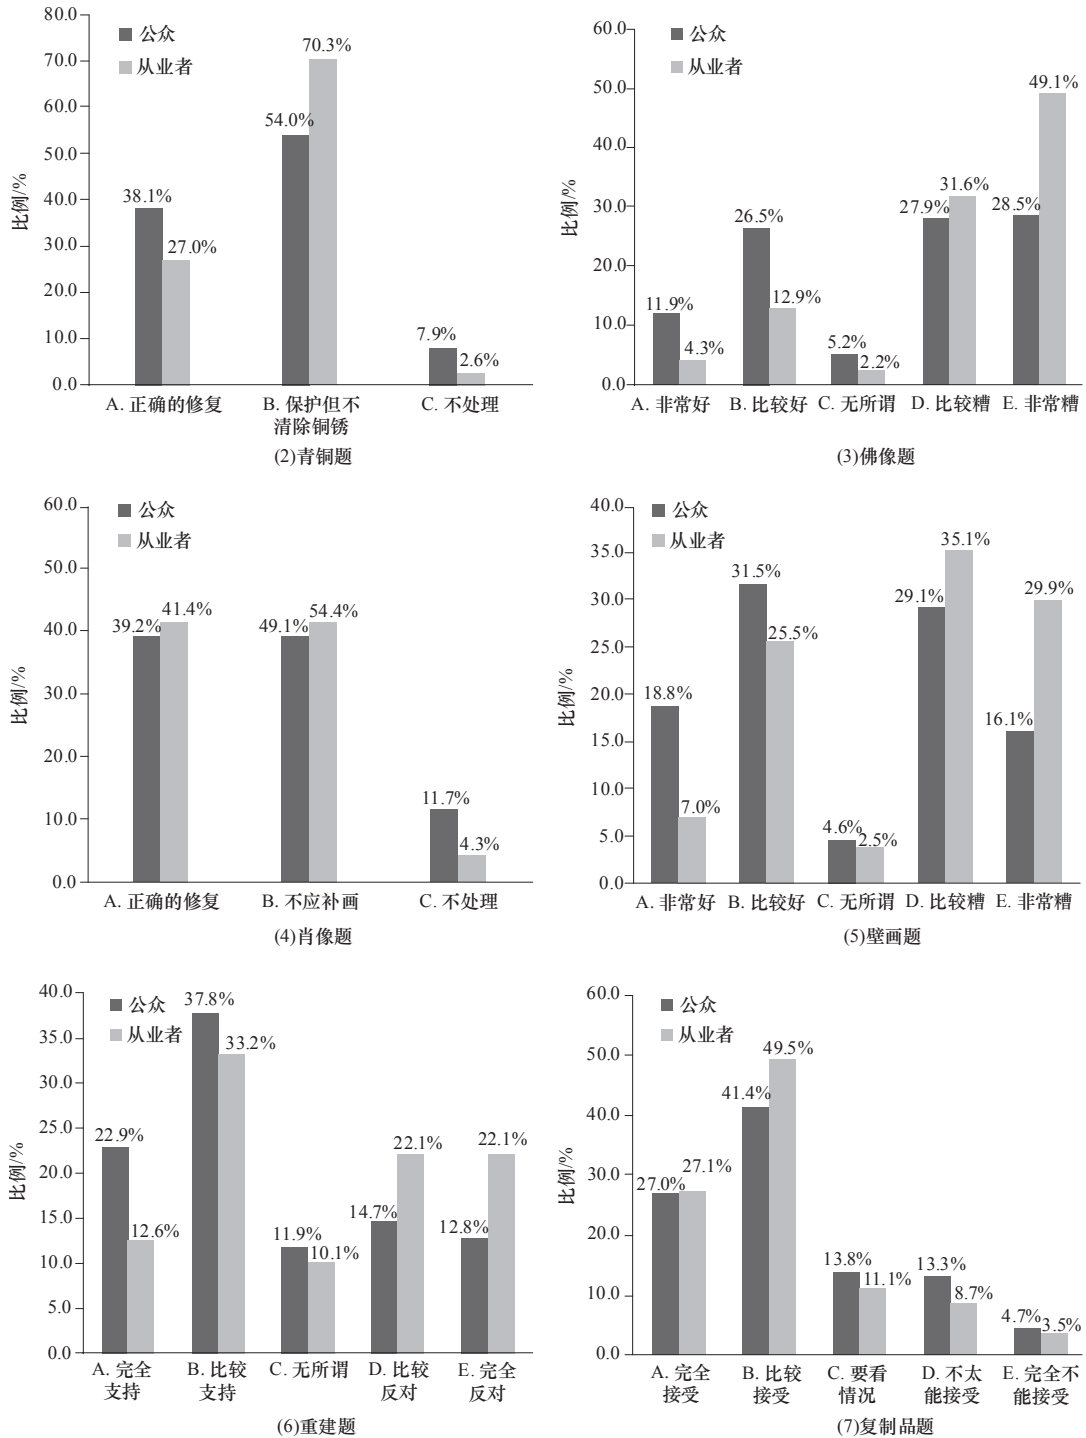 80.0
70.0
60.0
50.0
40.0
30.0
20.0
10.0
0.0
比例/%
公众
从业者
38.1%
27.0%
54.0%
70.3%
7.9%
2.6%
A. 正确的修复
B. 保护但不
清除铜锈
C. 不处理
(2)青铜题
60.0
50.0
40.0
30.0
20.0
10.0
0.0
比例/%
公众
从业者
11.9%
4.3%
26.5%
12.9%
5.2%
2.2%
27.9%
31.6%
28.5%
49.1%
A. 非常好
B. 比较好
C. 无所谓
D. 比较糟
E. 非常糟
(3)佛像题
60.0
50.0
40.0
30.0
20.0
10.0
0.0
比例/%
公众
从业者
39.2%
41.4%
49.1%
54.4%
11.7%
4.3%
A. 正确的修复
B. 不应补画
C. 不处理
(4)肖像题
40.0
35.0
30.0
25.0
20.0
15.0
10.0
5.0
0.0
比例/%
公众
从业者
18.8%
7.0%
31.5%
25.5%
4.6%
2.5%
29.1%
35.1%
16.1%
29.9%
A. 非常好
B. 比较好
C. 无所谓
D. 比较糟
E. 非常糟
(5)壁画题
40.0
35.0
30.0
25.0
20.0
15.0
10.0
5.0
0.0
比例/%
公众
从业者
22.9%
12.6%
37.8%
33.2%
11.9%
10.1%
14.7%
22.1%
12.8%
22.1%
A. 完全
支持
B. 比较
支持
C. 无所谓
D. 比较
反对
E. 完全
反对
(6)重建题
60.0
50.0
40.0
30.0
20.0
10.0
0.0
比例/%
公众
从业者
27.0%
27.1%
41.4%
49.5%
13.8%
11.1%
13.3%
8.7%
4.7%
3.5%
A. 完全
接受
B. 比较
接受
C. 要看
情况
D. 不太
能接受
E. 完全不
能接受
(7)复制品题